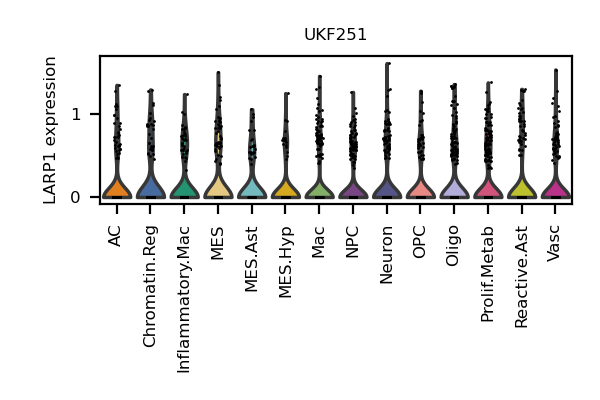 UKF251
LARP1 expression
1
0
AC
Chromatin.Reg
Inflammatory.Mac
MES
MES.Ast
MES.Hyp
Mac
NPC
Neuron
OPC
Oligo
Prolif.Metab
Reactive.Ast
Vasc